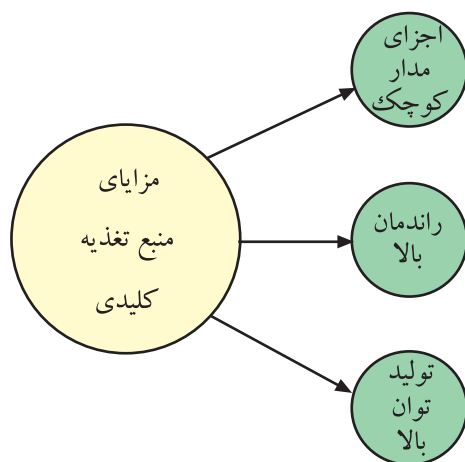 اجزای
مدار
کوچک
مزایای
منبع تغذیه
کلیدی
راندمان
بالا
تولید
توان
بالا